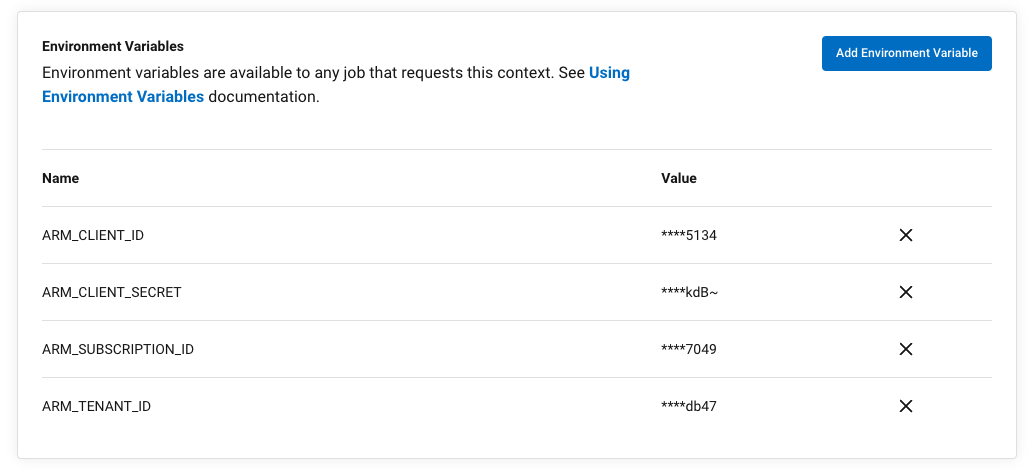 Environment Variables
Add Environment Variable
Environment variables are available to any job that requests this context. See Using
Environment Variables documentation.
Name Value
ARM_CLIENT_ID ****5134
ARM_CLIENT_SECRET ****kdB~
ARM_SUBSCRIPTION_ID ****7049
ARM_TENANT_ID ****db47